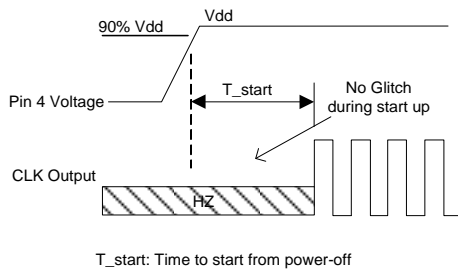 Vdd
90% Vdd
T_start
No Glitch
during start up
Pin 4 Voltage
CLK Output
HZ
T_start: Time to start from power-off